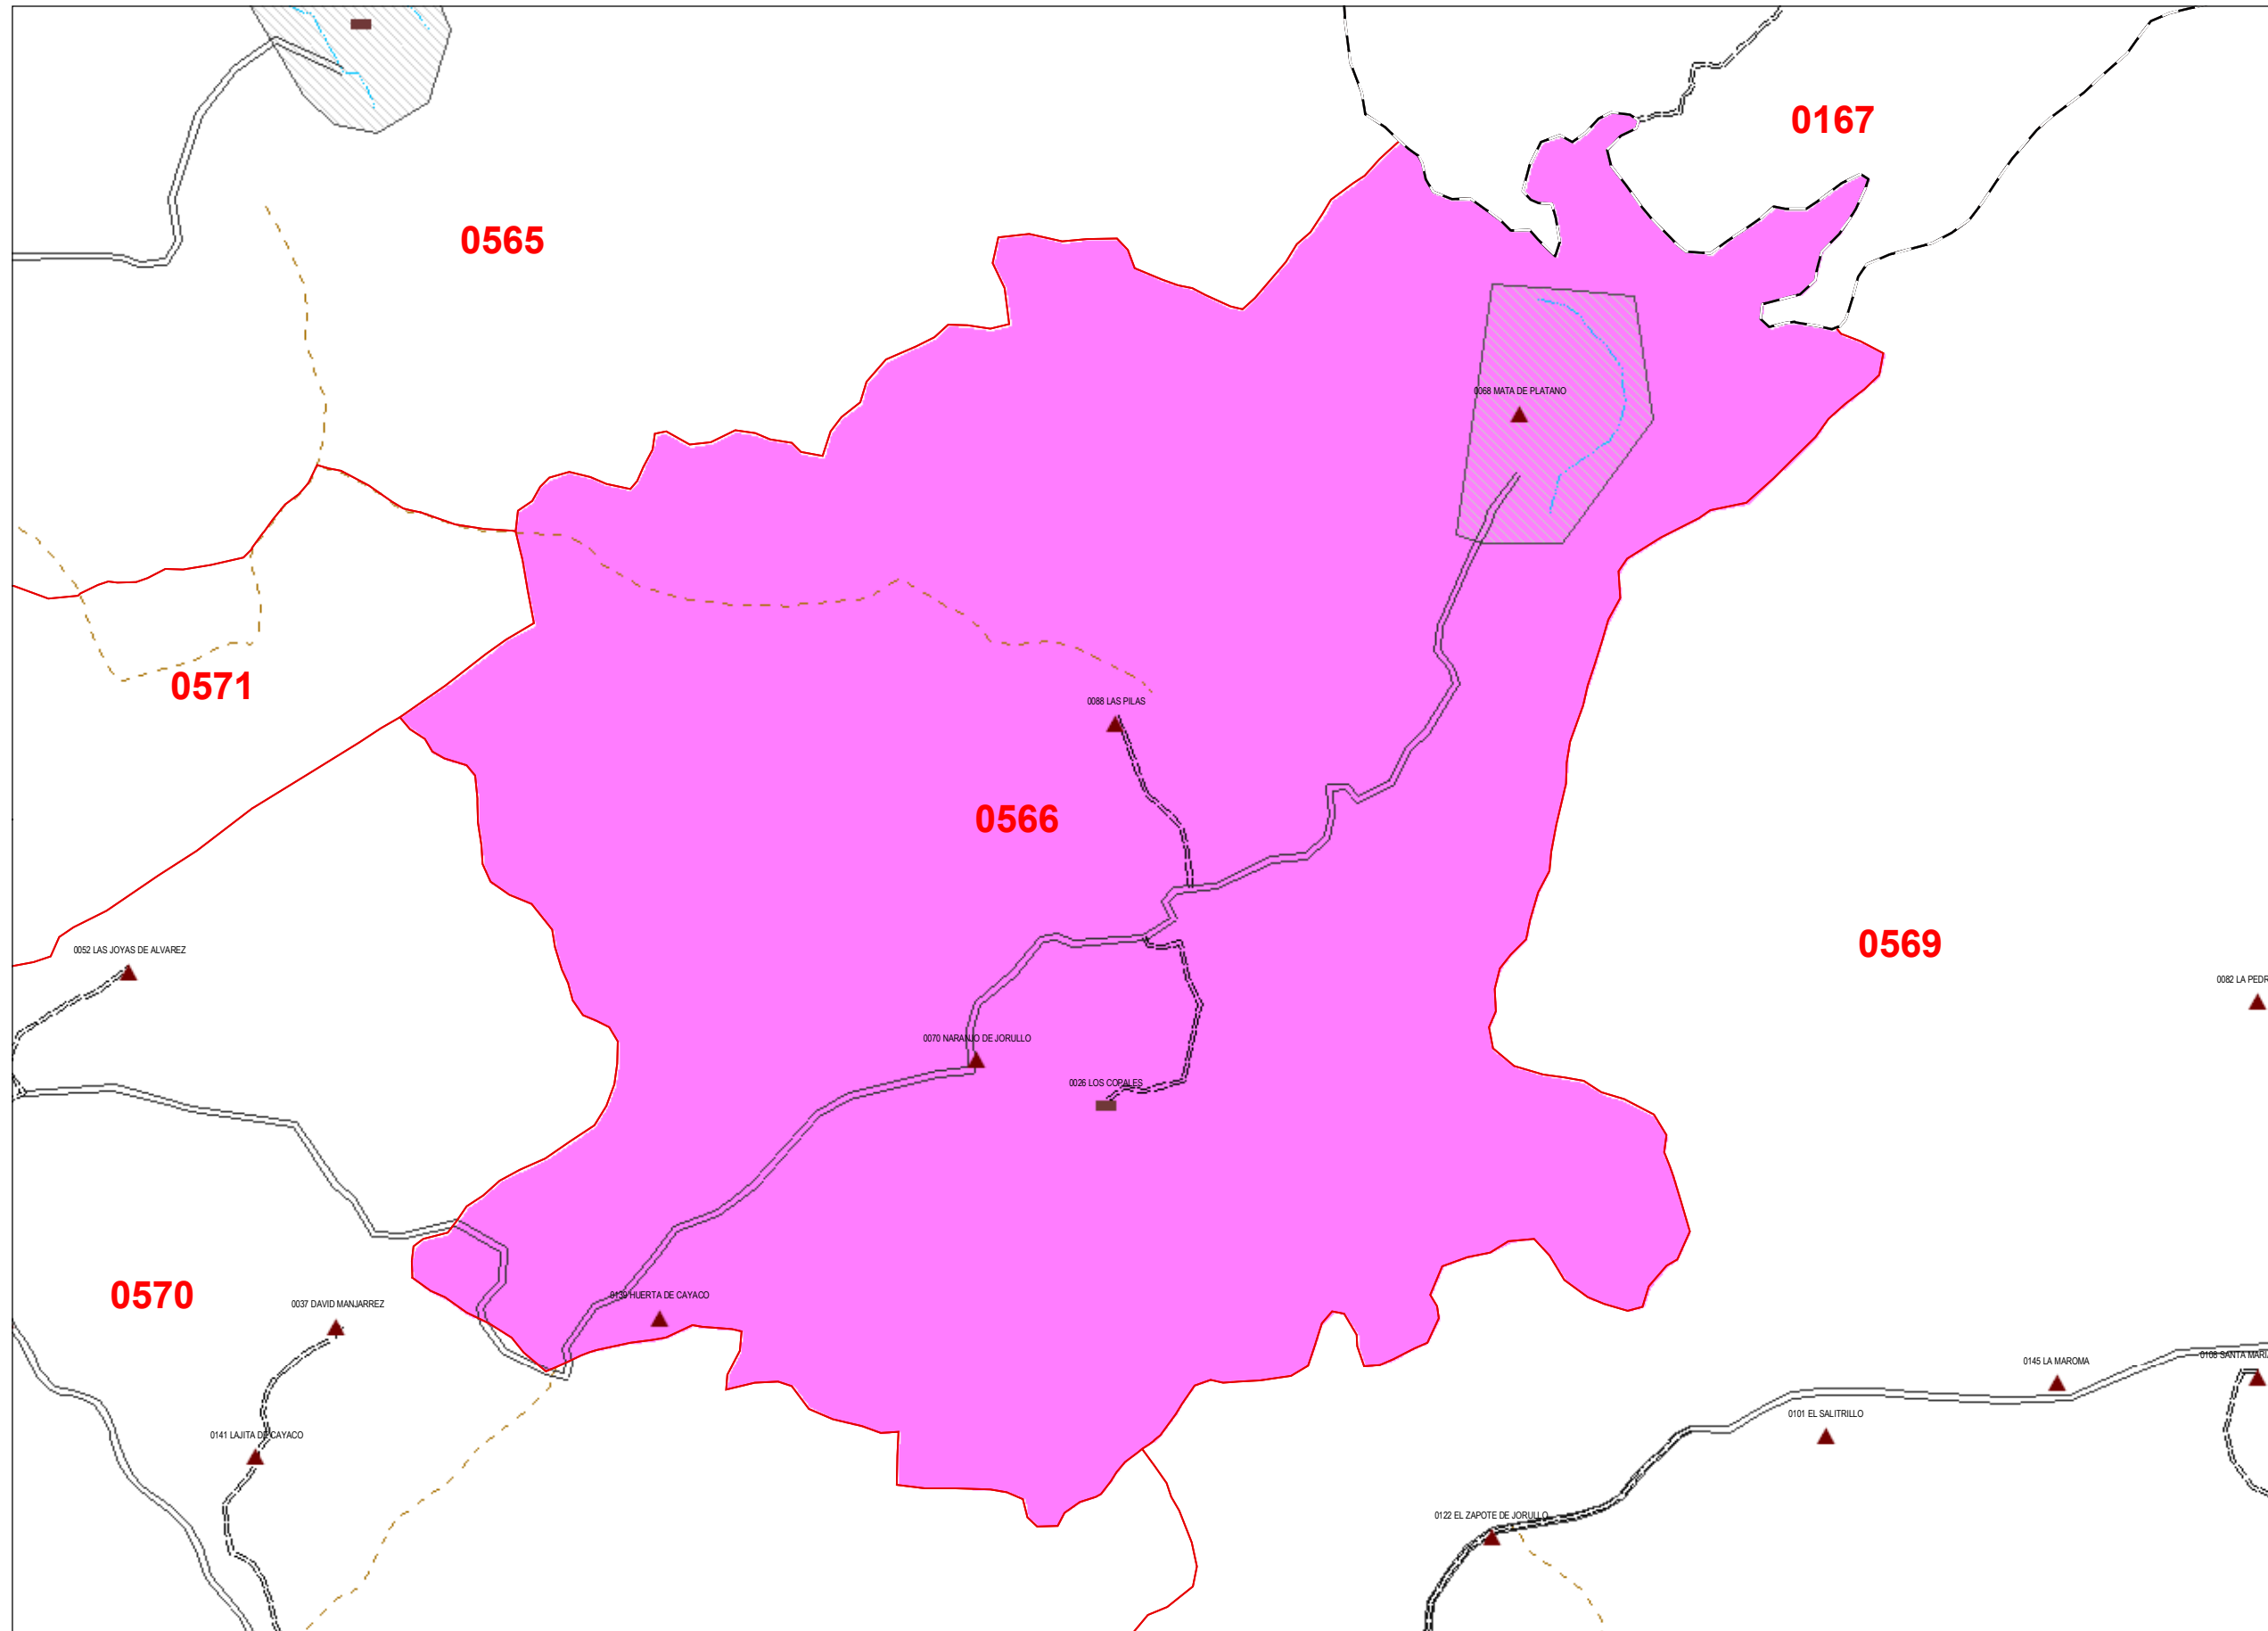 0167
0565
0068 MATA DE PLATANO
0571
0088 LAS PILAS
0566
0569
0052 LAS JOYAS DE ALVAREZ
0082 LA PEDR
0070 NARANJO DE JORULLO
0026 LOS COPALES
0570
0037 DAVID MANJARREZ
0139 HUERTA DE CAYACO
0145 LA MAROMA
0108 SANTA MARI
0101 EL SALITRILLO
0141 LAJITA DE CAYACO
0122 EL ZAPOTE DE JORULLO